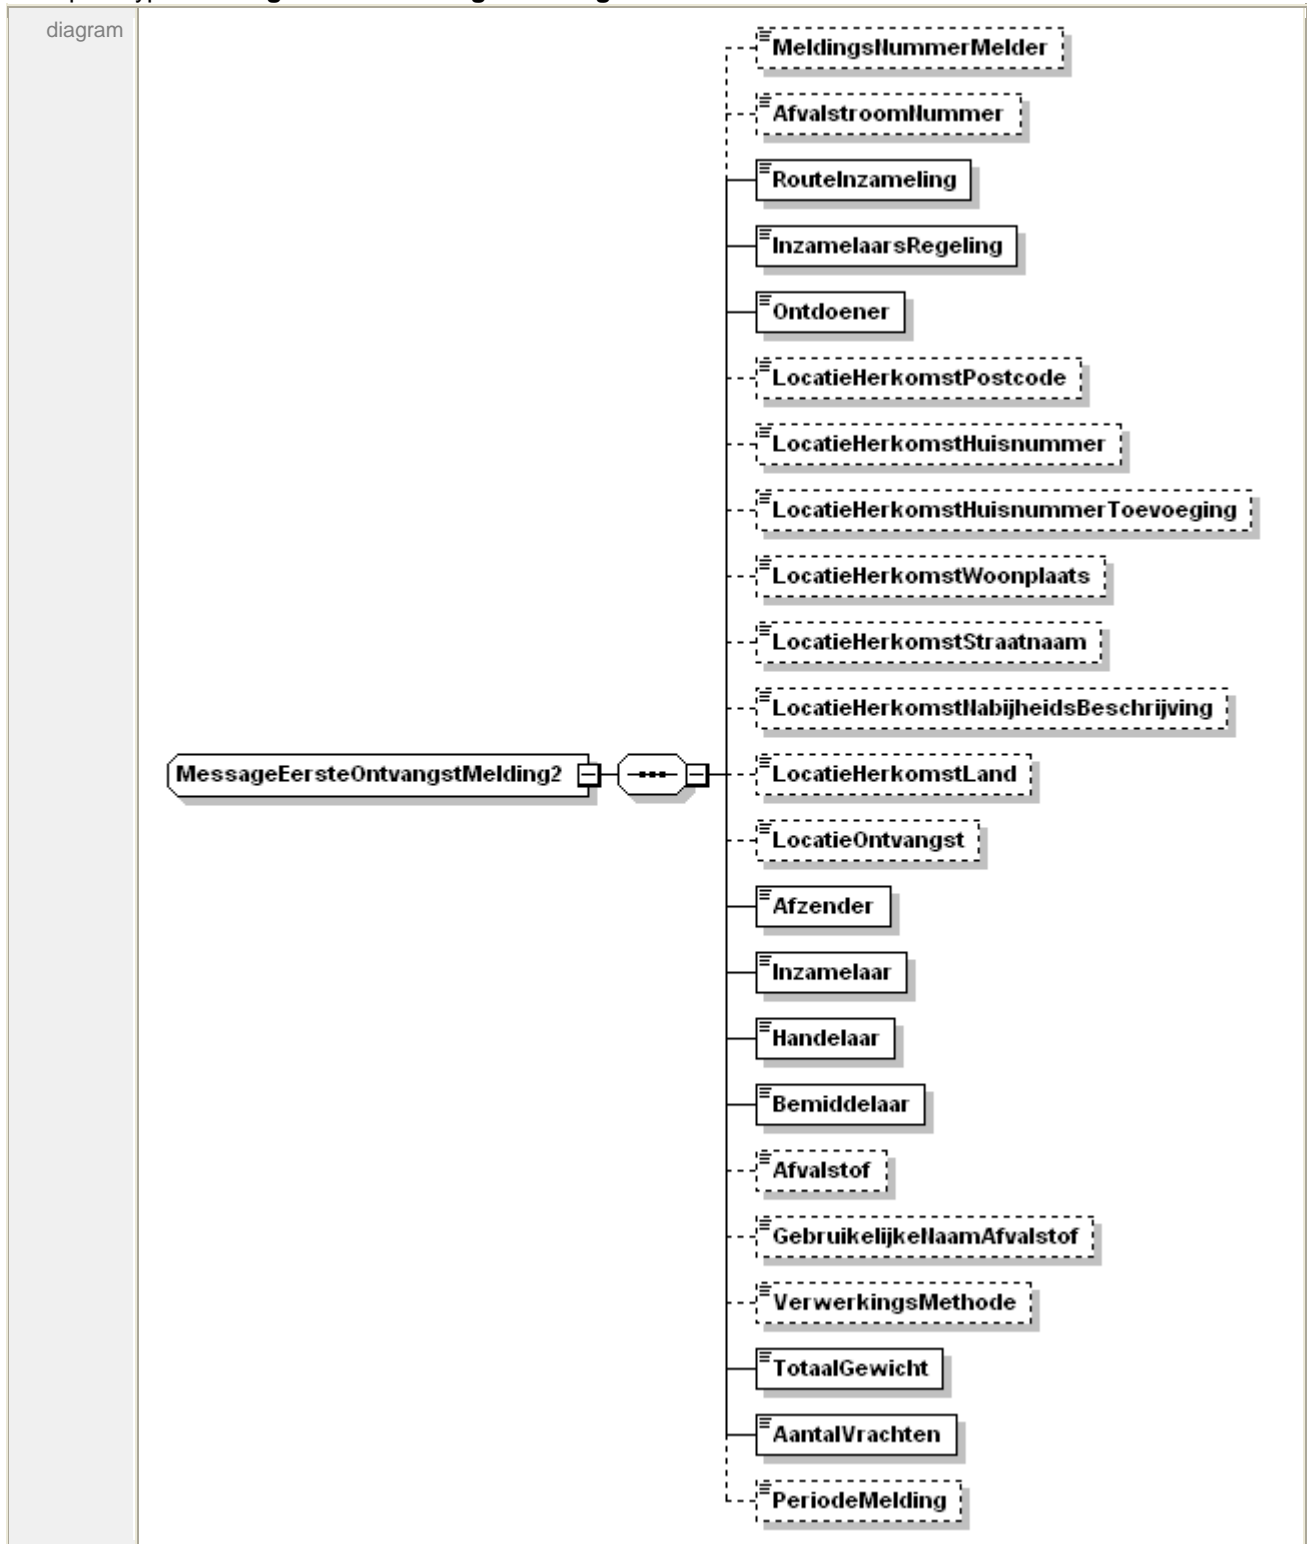 diagram
MeldingsNummerMelder
AfvalstroomNummer
RouteInzameling
InzamelaarsRegeling
Ontdoener
LocatieHerkomstPostcode
LocatieHerkomstHuisnummer
LocatieHerkomstHuisnummerToevoeging
LocatieHerkomstWoonplaats
LocatieHerkomstStraatnaam
LocatieHerkomstNabijheidsBeschrijving
MessageEersteOntvangstMelding2
LocatieHerkomstLand
LocatieOntvangst
Afzender
Inzamelaar
Handelaar
Bemiddelaar
Afvalstof
GebruikelijkeNaamAfvalstof
VerwerkingsMethode
TotaalGewicht
AantalVrachten
PeriodeMelding